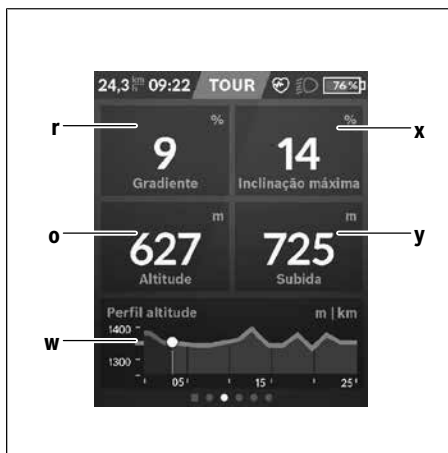 24,3 km/h 09:22 TOUR 76%
r % % x
9 14
Gradiente Inclinação máxima
o m m y
627 725
Altitude Subida
Perfil altitude m | km
1400
w
1300
05 15 25